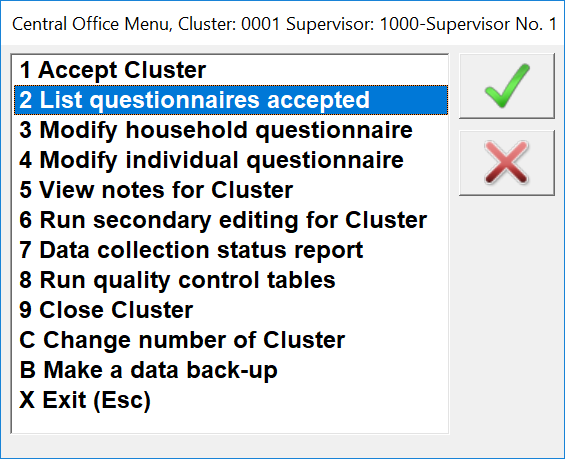 Central Office Menu, Cluster: 0001 Supervisor: 1000-Supervisor No. 1
1 Accept Cluster
2 List questionnaires accepted
3 Modify household questionnaire
4 Modify individual questionnaire
5 View notes for Cluster
6 Run secondary editing for Cluster
7 Data collection status report
8 Run quality control tables
9 Close Cluster
C Change number of Cluster
B Make a data back-up
X Exit (Esc)